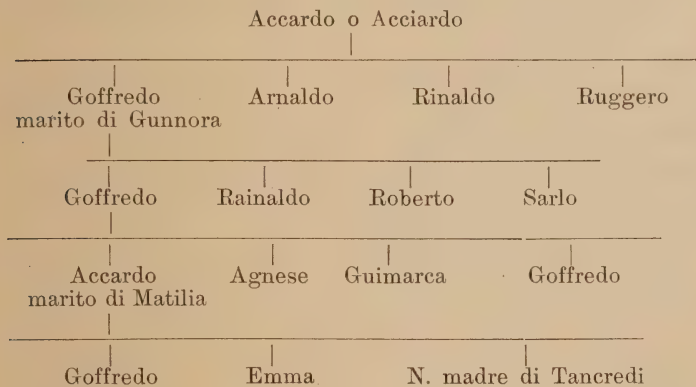 Accardo o Acciardo
Goffredo Arnaldo Rinaldo Ruggero
marito di Gunnora
Goffredo Rainaldo Roberto Sarlo
Accardo Agnese Guimarca Goffredo
marito di Matilia
Goffredo Emma N. madre di Tancredi